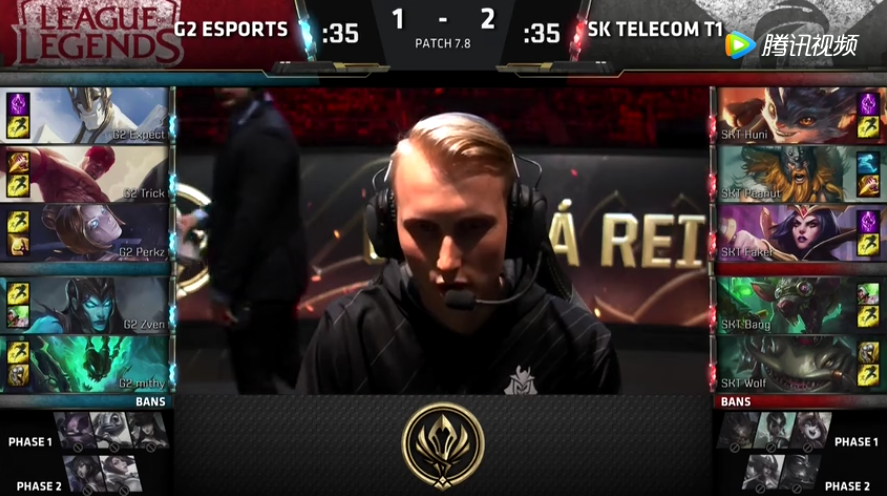 LEAGUE
LEGENDS
G2 ESPORTS
:35
1 - 2
PATCH 7.8
:35
SK TELECOM T1
腾讯视频
G2 Expect
G2 Trick
G2 Perkz
G2 Zven
G2 mithy
SKT Huni
SKT Peanut
SKT Faker
SKT Bang
SKT Wolf
Á REI
BANS
PHASE 1
PHASE 2
BANS
PHASE 1
PHASE 2